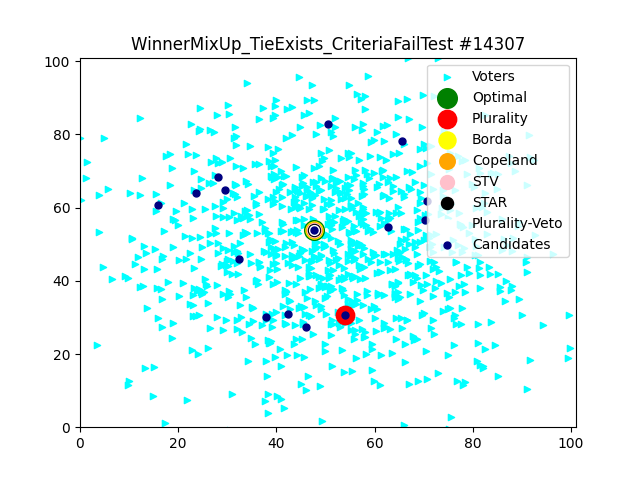 WinnerMixUp_TieExists_CriteriaFailTest #14307
100
80
60
40
20
0
0 20 40 60 80 100
Voters
Optimal
Plurality
Borda
Copeland
STV
STAR
Plurality-Veto
Candidates